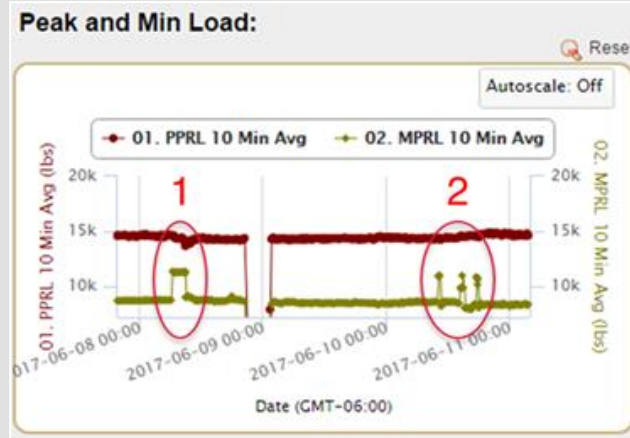 Peak and Min Load:
Rese
Autoscale: Off
01. PPRL 10 Min Avg 02. MPRL 10 Min Avg
01. PPRL 10 Min Avg (lbs)
20k
15k
10k
1
2
20k
15k
10k
02. MPRL 10 Min Avg (lbs)
017-06-08 00:00
2017-06-09 00:00
2017-06-10 00:00
2017-06-11 00:00
Date (GMT-06:00)